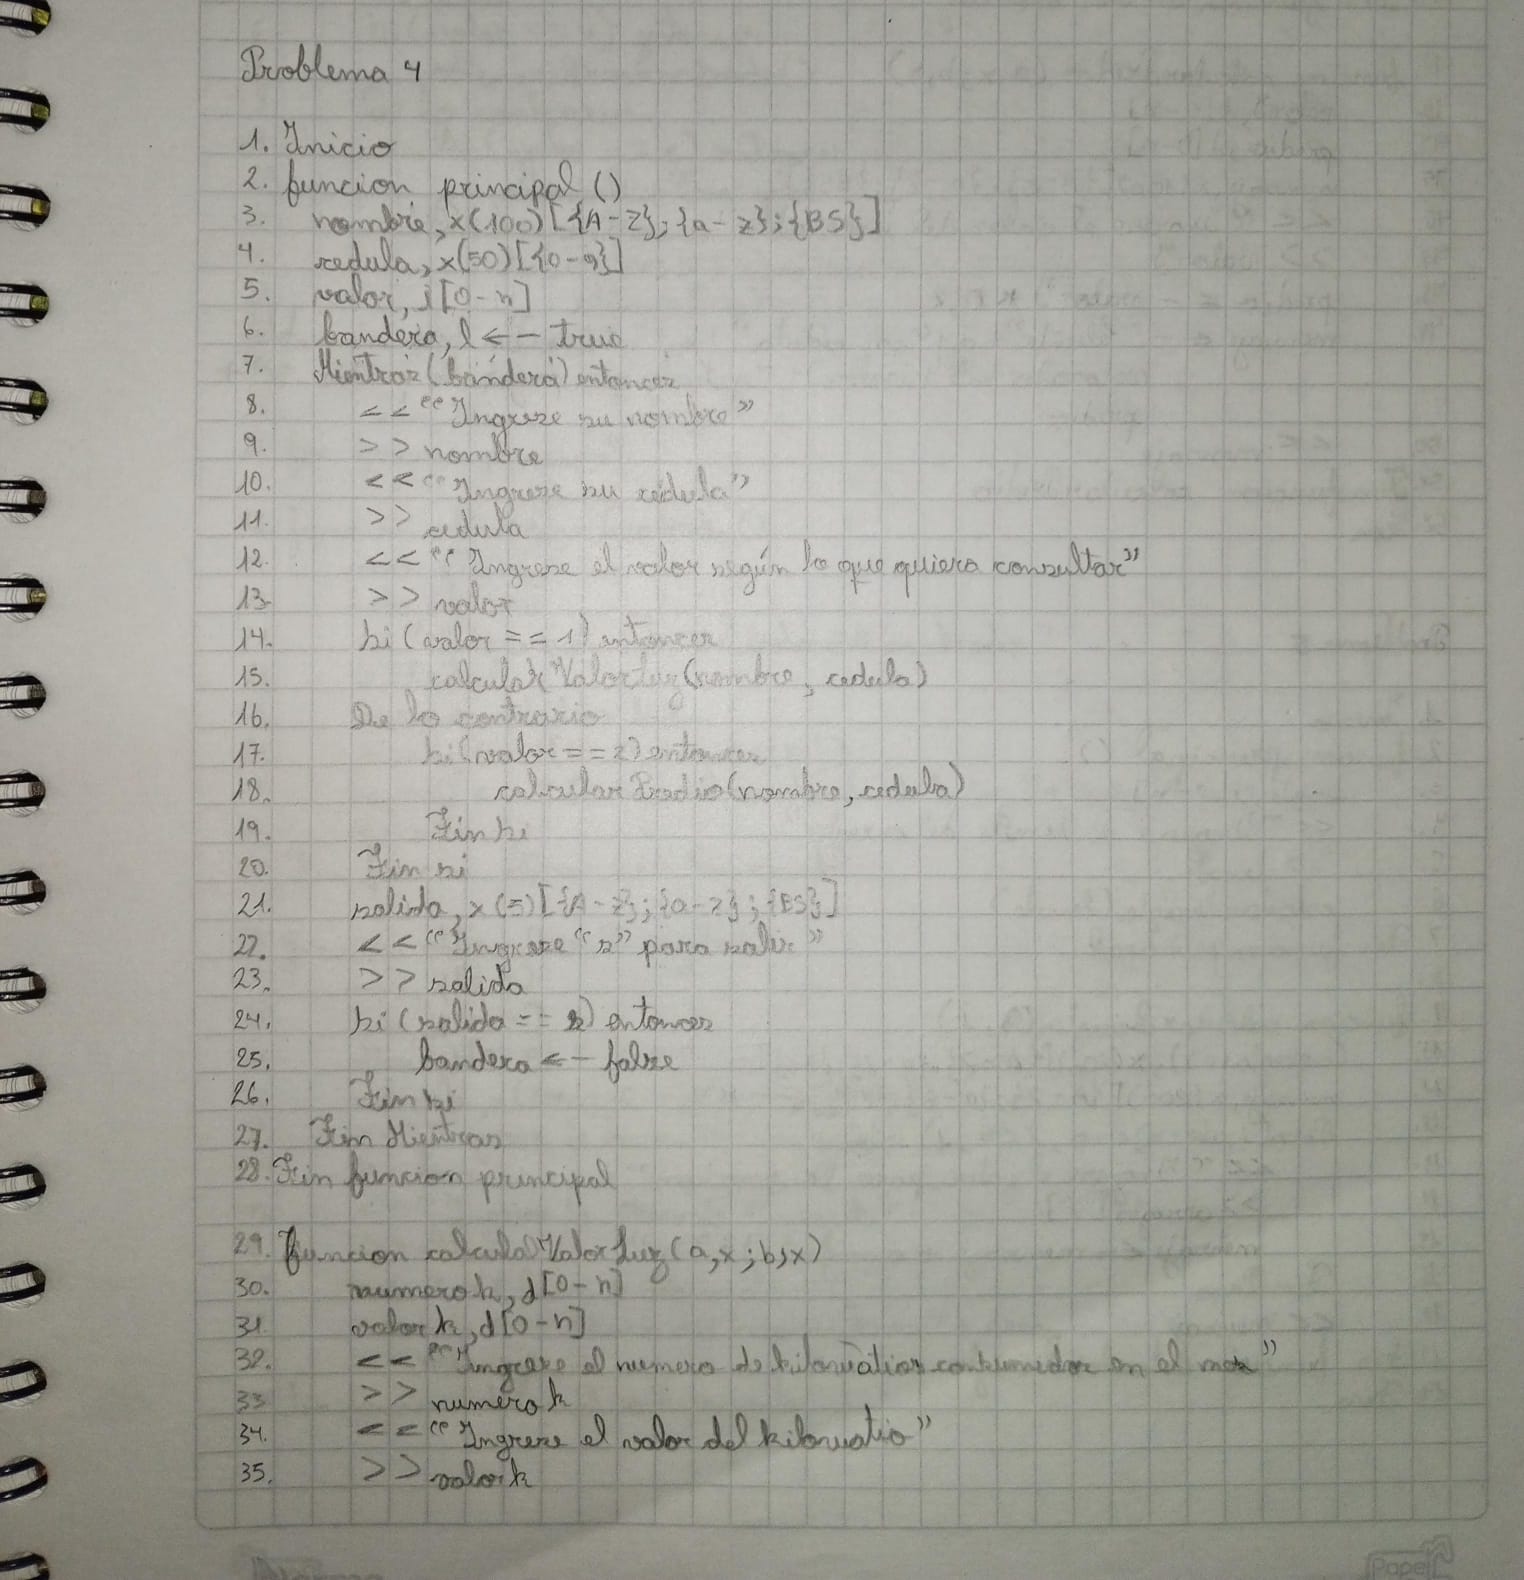 Problema 4
1. Inicio
2. funcion principal ()
3. nombre, x(100) [{A-Z}; {a-z}; {BS}]
4. cedula, x(50) [{0-9}]
5. valor, i [0-n]
6. bandera, l <- true
7. Mientras (bandera) entonces
8. << "Ingrese su nombre"
9. >> nombre
10. << "Ingrese su cédula"
11. >> cedula
12. << "Ingrese el valor según lo que quiera consultar"
13. >> valor
14. si (valor == 1) entonces
15. calcularValorLuz(nombre, cedula)
16. De lo contrario
17. si (valor == 2) entonces
18. calcularPredio(nombre, cedula)
19. Fin si
20. Fin si
21. salida, x(5) [{A-Z}; {a-z}; {BS}]
22. << "Ingrese "s" para salir"
23. >> salida
24. si (salida == s) entonces
25. bandera <- false
26. Fin si
27. Fin Mientras
28. Fin funcion principal
29. Funcion calculalValorLuz (a,x; b,x)
30. numerok, d [0-n]
31. valork, d [0-n]
32. << "Ingrese el numero de kilovatios consumidos en el mes"
33 >> numerok
34. << "Ingrese el valor del kilovatio"
35. >> valork
Papel